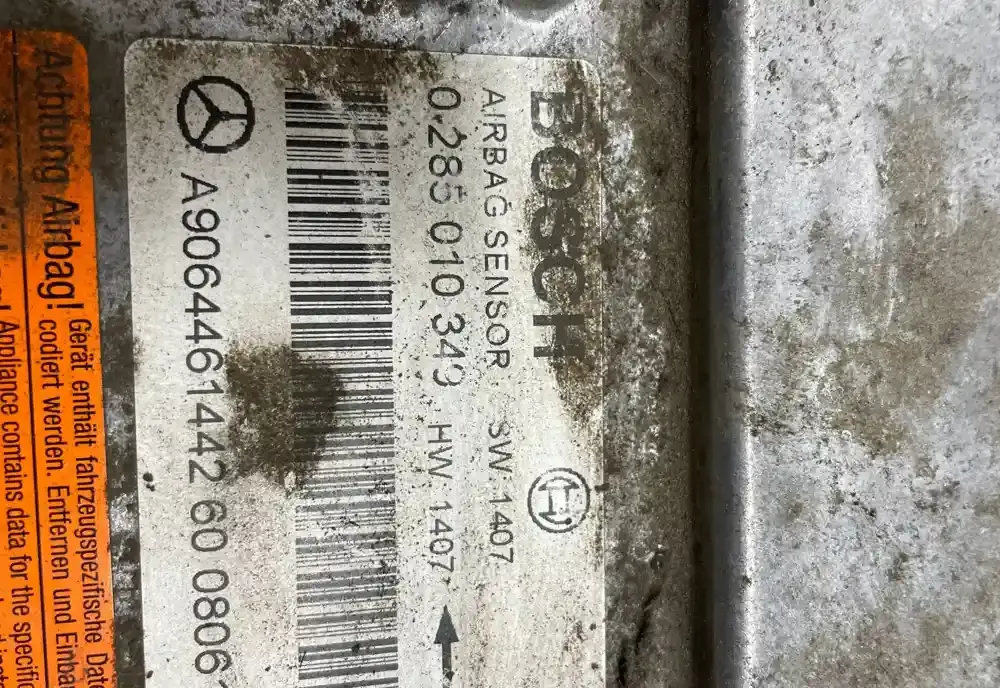 BOSCH
AIRBAG SENSOR SW: 1407
0.285 010 349 HW: 1407
A9064461442 60 0806
Achtung Airbag!
Gerät enthält fahrzeugspezifische
codiert werden. Entfernen und
Appliance contains data for the